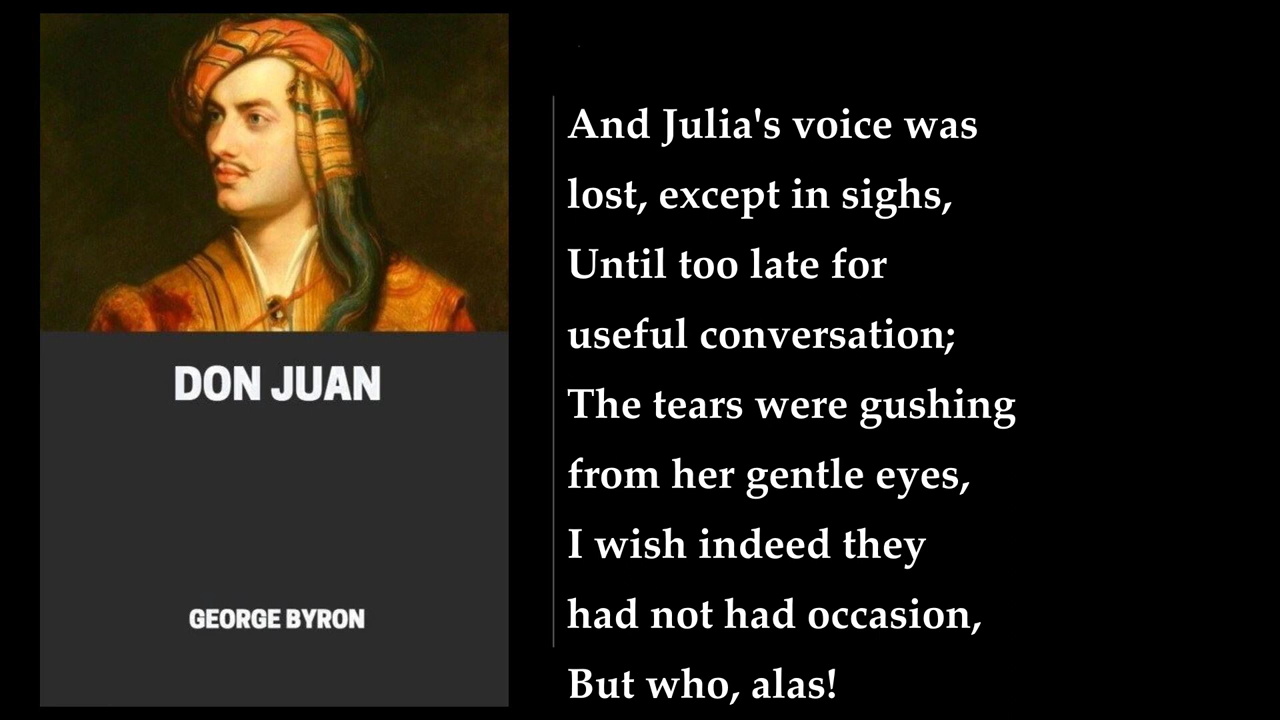 DON JUAN
GEORGE BYRON
And Julia's voice was
lost, except in sighs,
Until too late for
useful conversation;
The tears were gushing
from her gentle eyes,
I wish indeed they
had not had occasion,
But who, alas!